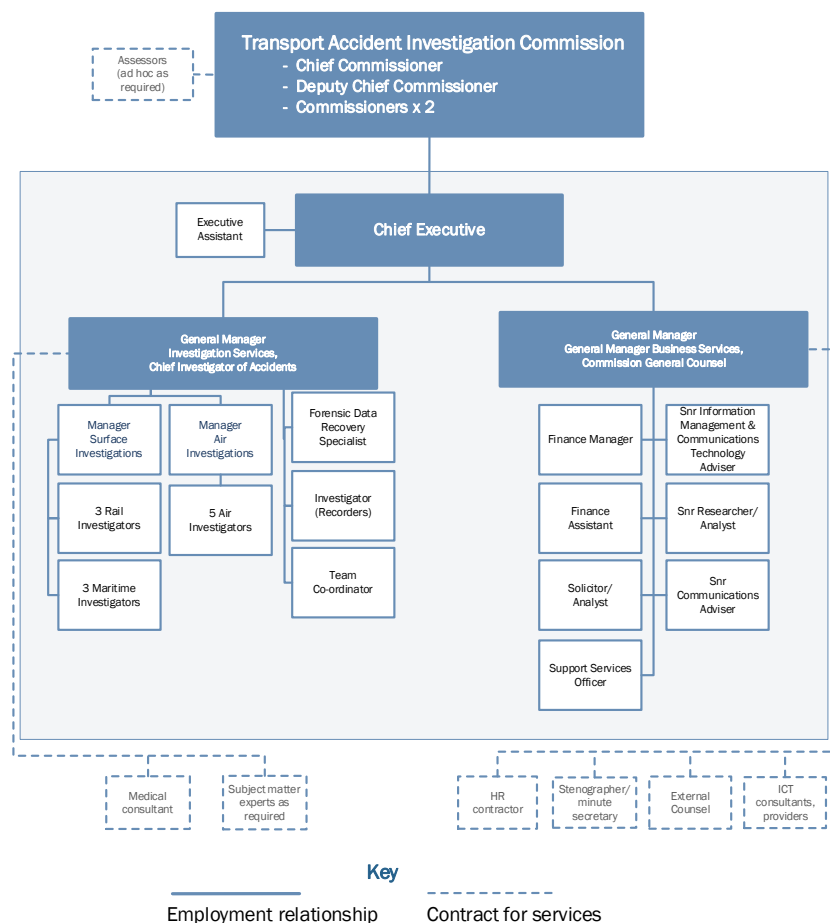 Transport Accident Investigation Commission
- Chief Commissioner
- Deputy Chief Commissioner
- Commissioners x 2
Assessors
(ad hoc as
required)
Executive
Assistant
Chief Executive
General Manager
Investigation Services,
Chief Investigator of Accidents
General Manager
General Manager Business Services,
Commission General Counsel
Manager
Surface
Investigations
Manager
Air
Investigations
Forensic Data
Recovery
Specialist
3 Rail
Investigators
5 Air
Investigators
Investigator
(Recorders)
3 Maritime
Investigators
Team
Co-ordinator
Finance Manager
Snr Information
Management &
Communications
Technology
Adviser
Finance
Assistant
Snr Researcher/
Analyst
Solicitor/
Analyst
Snr
Communications
Adviser
Support Services
Officer
Medical
consultant
Subject matter
experts as
required
HR
contractor
Stenographer/
minute
secretary
External
Counsel
ICT
consultants,
providers
Key
Employment relationship
Contract for services